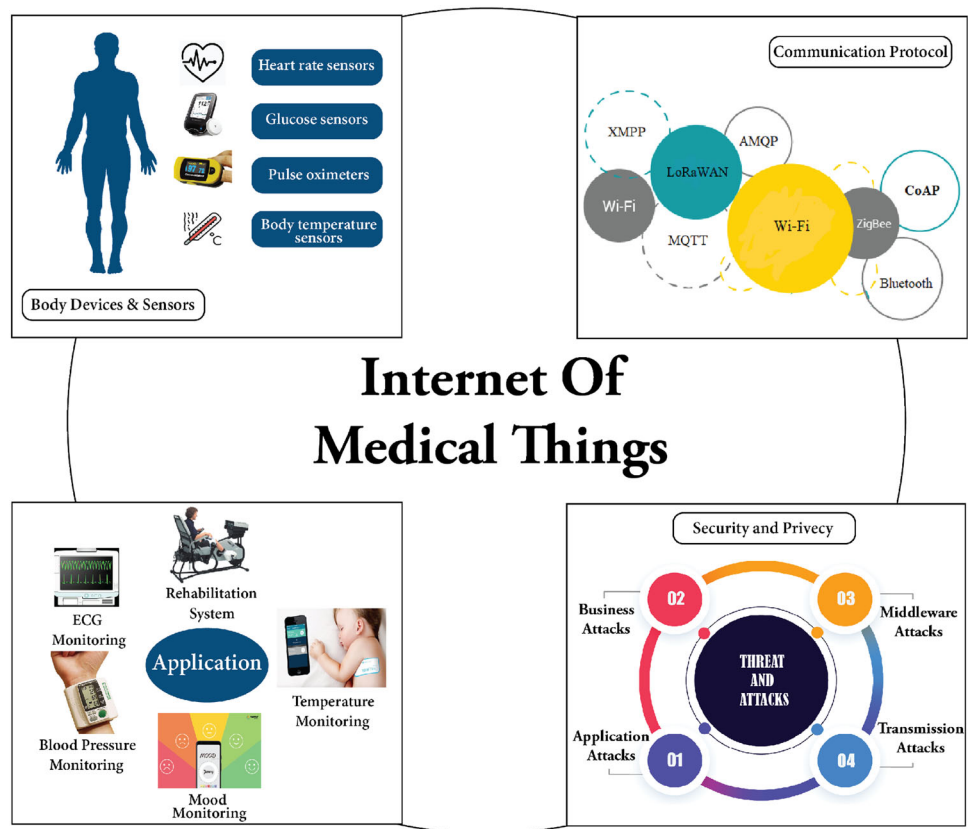 Heart rate sensors
Glucose sensors
Pulse oximeters
Body temperature
sensors
°C
Body Devices & Sensors
Communication Protocol
XMPP
AMQP
LoRaWAN
CoAP
Wi-Fi
Wi-Fi
ZigBee
MQTT
Bluetooth
Internet Of
Medical Things
Rehabilitation
System
ECG
Monitoring
Application
Temperature
Monitoring
Blood Pressure
Monitoring
MOOD
Mood
Monitoring
Security and Privecy
02
03
Business
Attacks
Middleware
Attacks
THREAT
AND
ATTACKS
Application
Attacks
Transmission
Attacks
01
04